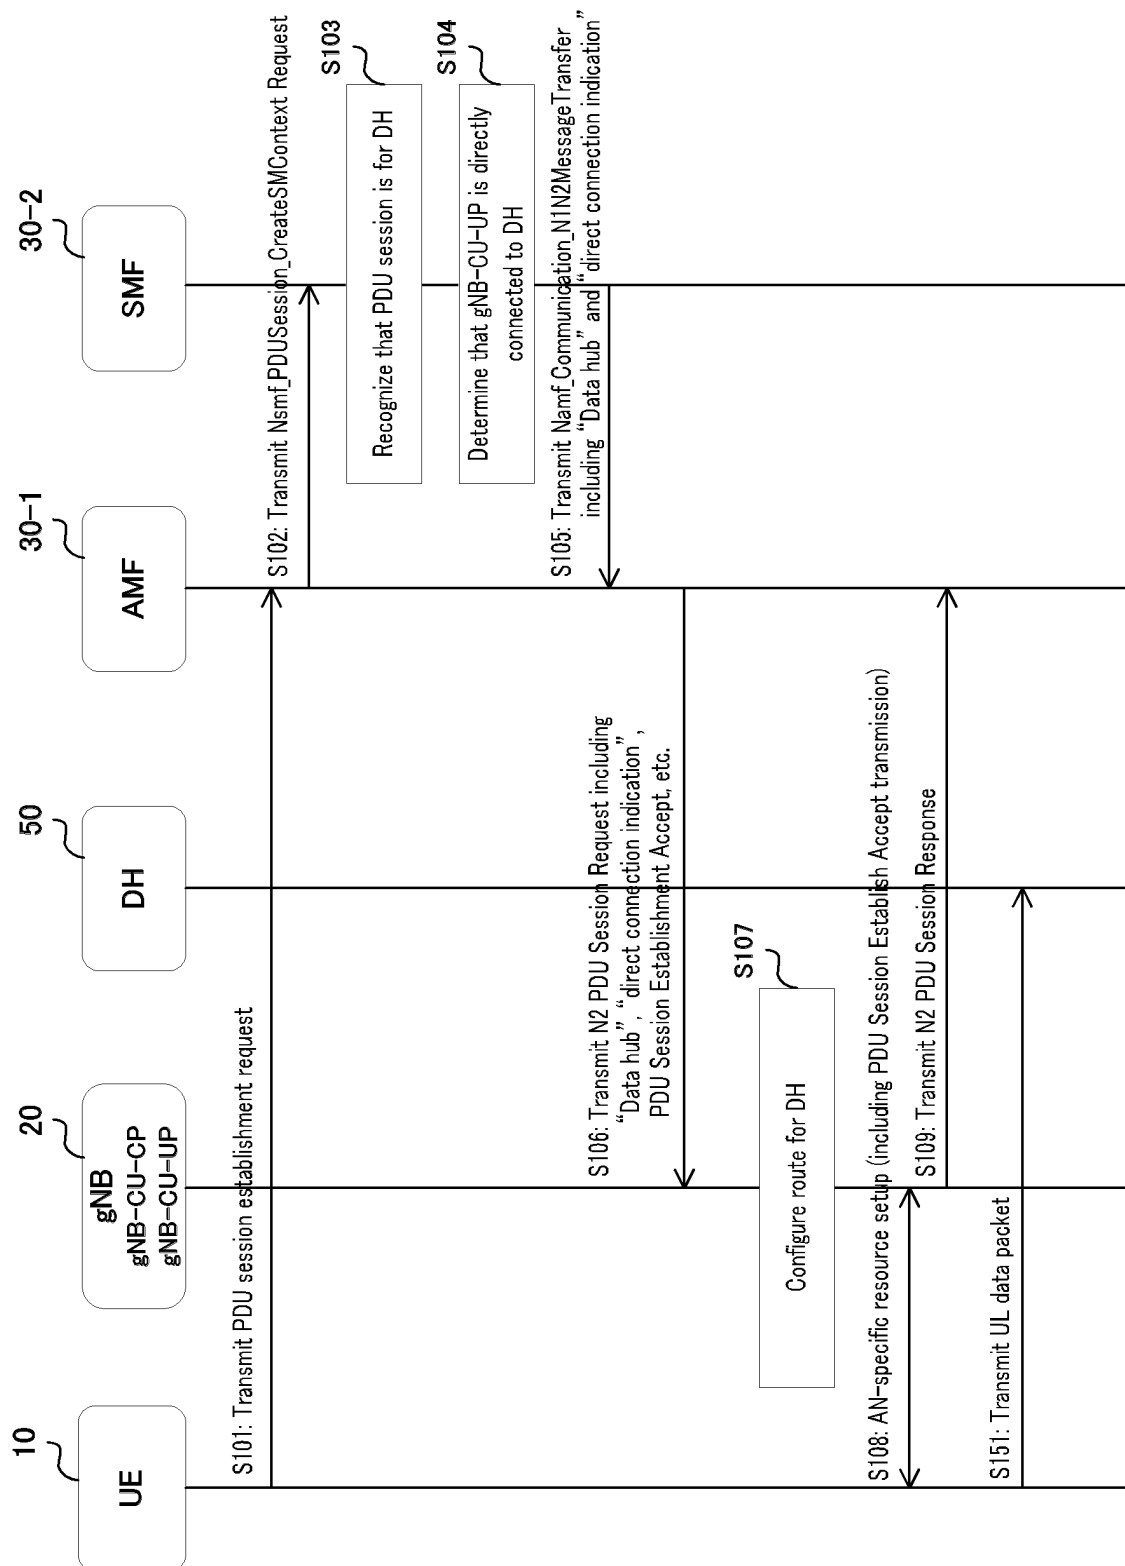 10
UE
20
gNB
gNB-CU-CP
gNB-CU-UP
50
DH
30-1
AMF
30-2
SMF
S101: Transmit PDU session establishment request
S102: Transmit Nsmf_PDUSession_CreateSMContext Request
S103
Recognize that PDU session is for DH
S104
Determine that gNB-CU-UP is directly
connected to DH
S105: Transmit Namf_Communication_N1N2MessageTransfer
including “Data hub” and “direct connection indication”
S106: Transmit N2 PDU Session Request including
“Data hub”, “direct connection indication”,
PDU Session Establishment Accept, etc.
S107
Configure route for DH
S108: AN-specific resource setup (including PDU Session Establish Accept transmission)
S109: Transmit N2 PDU Session Response
S151: Transmit UL data packet